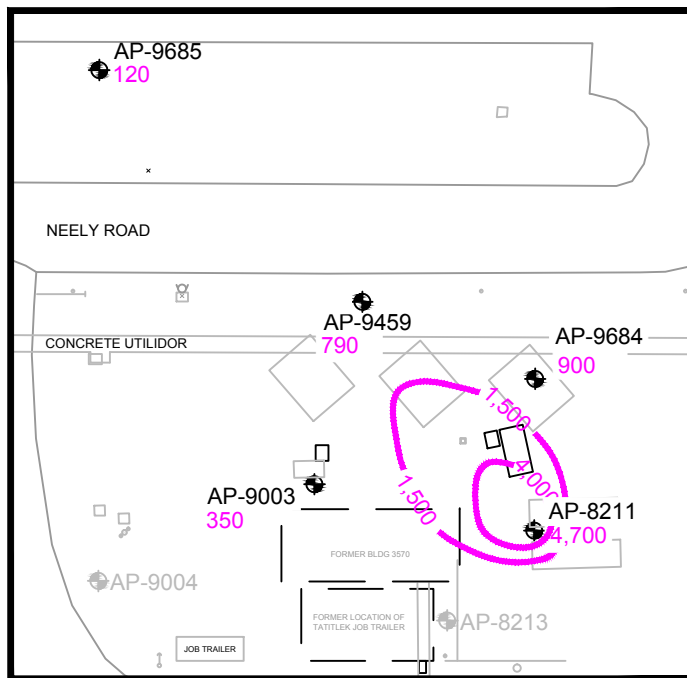 AP-9685
120
NEELY ROAD
AP-9459
790
CONCRETE UTILIDOR
AP-9684
900
1,500
1,500
4,000
AP-9003
350
AP-8211
4,700
FORMER BLDG 3570
AP-9004
FORMER LOCATION OF
TATITLEK JOB TRAILER
AP-8213
JOB TRAILER